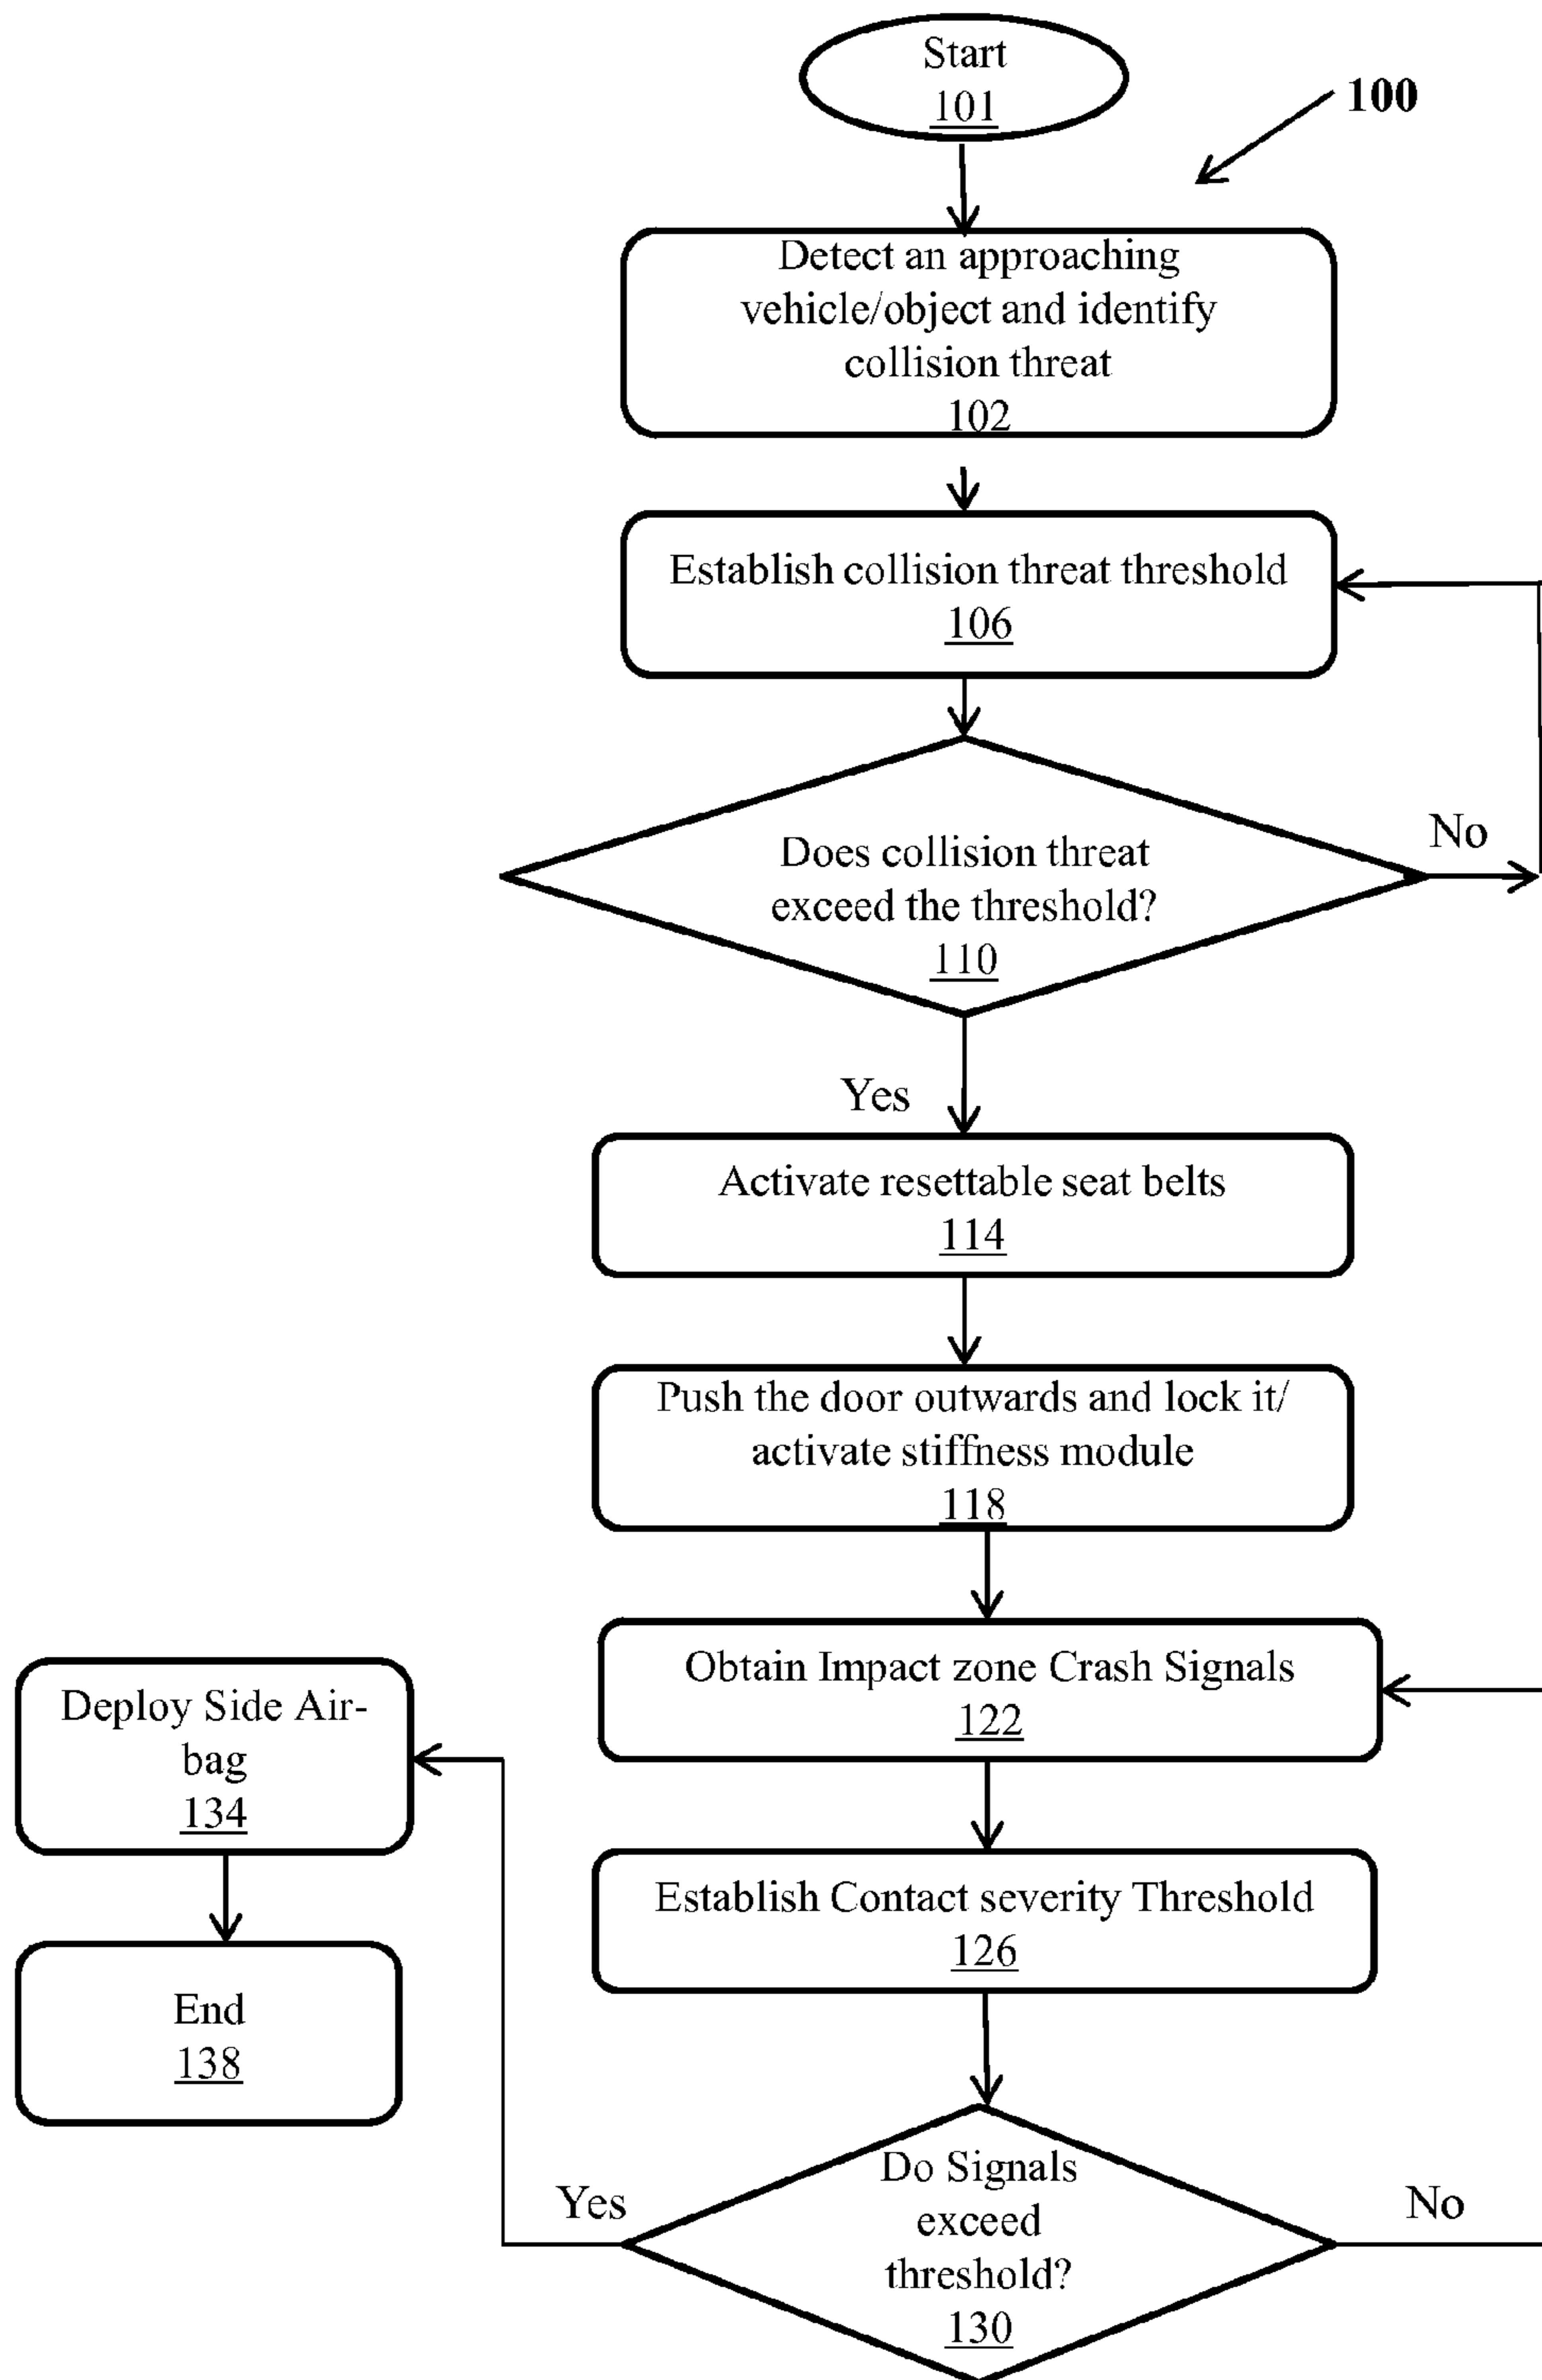 Start
101
100
Detect an approaching
vehicle/object and identify
collision threat
102
Establish collision threat threshold
106
Does collision threat
exceed the threshold?
110
No
Yes
Activate resettable seat belts
114
Push the door outwards and lock it/
activate stiffness module
118
Obtain Impact zone Crash Signals
122
Establish Contact severity Threshold
126
Do Signals
exceed
threshold?
130
Yes
No
Deploy Side Air-
bag
134
End
138